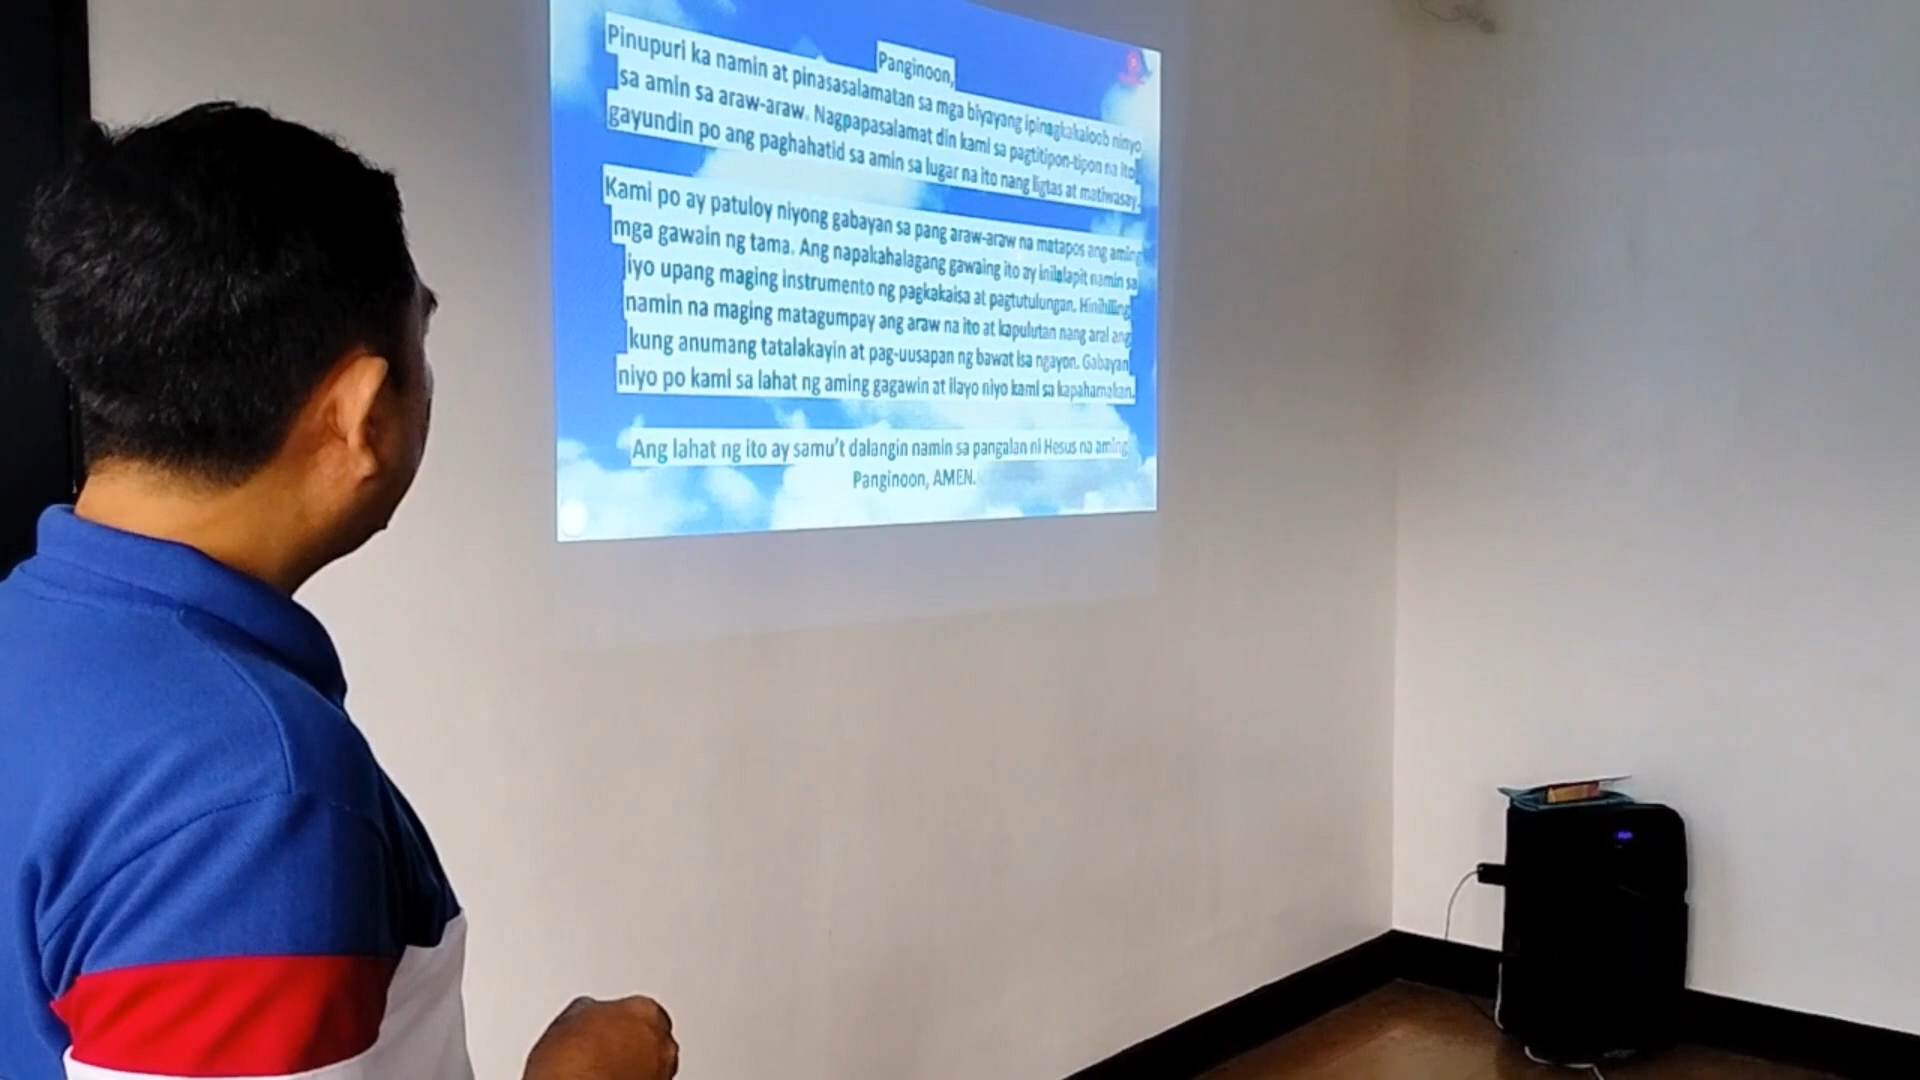 Panginoon,
Pinupuri ka namin at pinasasalamatan sa mga biyayang ipinagkakaloob ninyo
sa amin sa araw-araw. Nagpapasalamat din kami sa pagtitipon-tipon na ito
gayundin po ang paghahatid sa amin sa lugar na ito nang ligtas at matiwasay.
Kami po ay patuloy niyong gabayan sa pang araw-araw na matapos ang aming
mga gawain ng tama. Ang napakahalagang gawaing ito ay inilalapit namin sa
iyo upang maging instrumento ng pagkakaisa at pagtutulungan. Hinihiling
namin na maging matagumpay ang araw na ito at kapulutan nang aral ang
kung anumang tatalakayin at pag-uusapan ng bawat isa ngayon. Gabayan
niyo po kami sa lahat ng aming gagawin at ilayo niyo kami sa kapahamakan.
Ang lahat ng ito ay samu't dalangin namin sa pangalan ni Hesus na aming
Panginoon, AMEN.